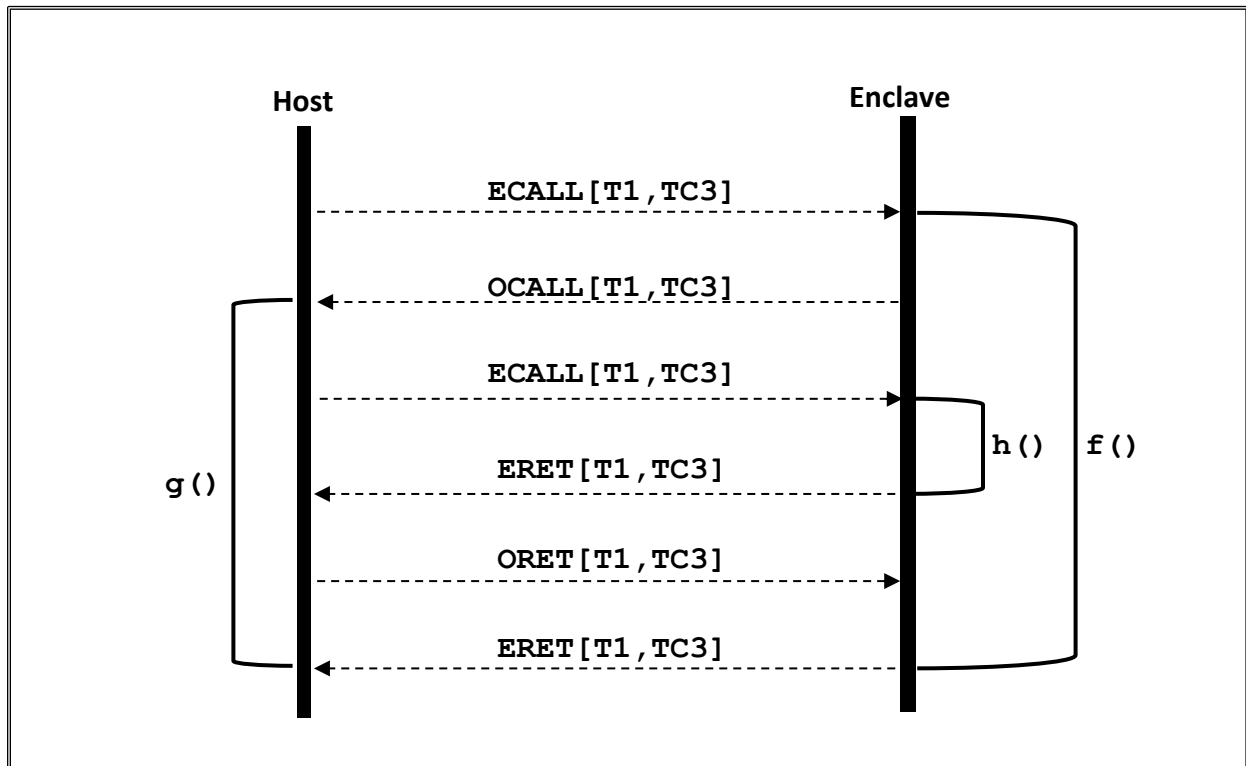 Host
Enclave
ECALL[T1,TC3]
OCALL[T1,TC3]
ECALL[T1,TC3]
h()
f()
g()
ERET[T1,TC3]
ORET[T1,TC3]
ERET[T1,TC3]